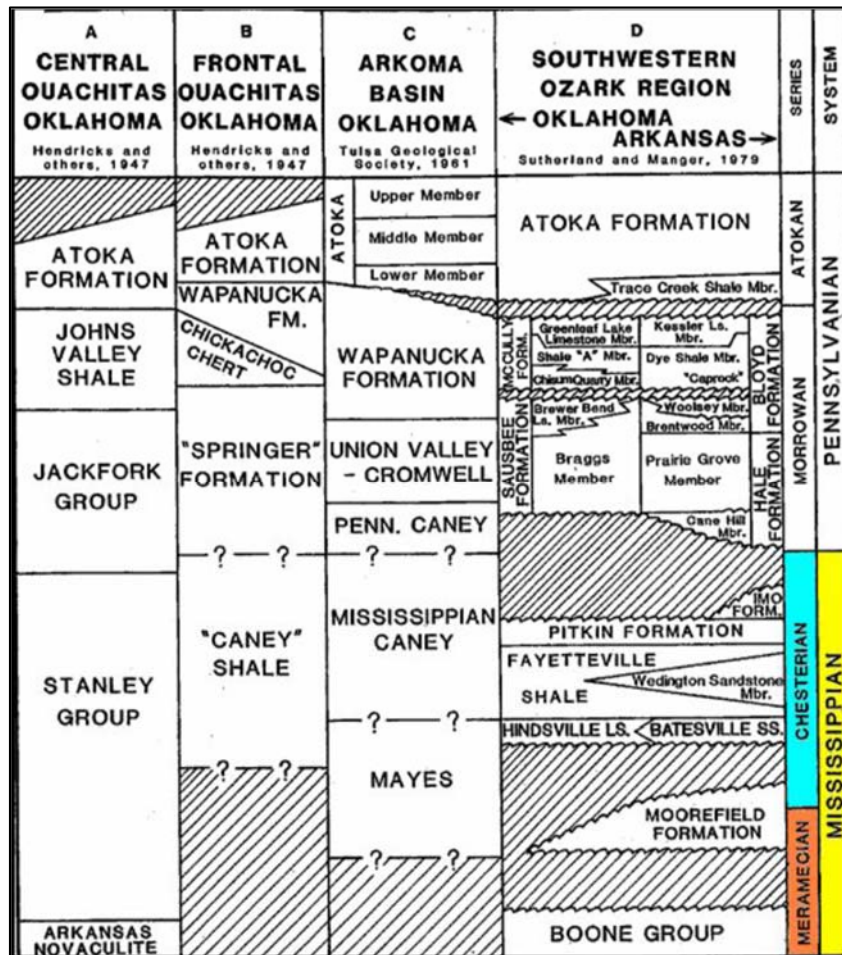 A
CENTRAL
OUACHITAS
OKLAHOMA
Hendricks and
others, 1947
B
FRONTAL
OUACHITAS
OKLAHOMA
Hendricks and
others, 1947
C
ARKOMA
BASIN
OKLAHOMA
Tulsa Geological
Society, 1961
D
SOUTHWESTERN
OZARK REGION
← OKLAHOMA
ARKANSAS →
Sutherland and Manger, 1979
SERIES
SYSTEM
ATOKA
FORMATION
JOHNS
VALLEY
SHALE
JACKFORK
GROUP
STANLEY
GROUP
ARKANSAS
NOVACULITE
ATOKA
FORMATION
WAPANUCKA
FM.
CHICKACHOC
CHERT
"SPRINGER"
FORMATION
? ?
"CANEY"
SHALE
? ?
ATOKA
Upper Member
Middle Member
Lower Member
WAPANUCKA
FORMATION
UNION VALLEY
- CROMWELL
PENN. CANEY
? ?
MISSISSIPPIAN
CANEY
? ?
MAYES
? ?
ATOKA FORMATION
Trace Creek Shale Mbr.
MCCULLY
FORM.
Greenleaf Lake
Limestone Mbr.
Shale "A" Mbr.
Chisum Quarry Mbr.
Kessler Ls.
Mbr.
Dye Shale Mbr.
"Caprock"
BLOYD
FORMATION
SAUSBEE
FORMATION
Brewer Bend
Ls. Mbr.
Braggs
Member
Woolsey Mbr.
Brentwood Mbr.
Prairie Grove
Member
Cane Hill
Mbr.
HALE
FORMATION
IMO
FORM.
PITKIN FORMATION
FAYETTEVILLE
SHALE
Wedington Sandstone
Mbr.
HINDSVILLE LS.
BATESVILLE SS.
MOOREFIELD
FORMATION
BOONE GROUP
ATOKAN
MORROWAN
CHESTERIAN
MERAMECIAN
PENNSYLVANIAN
MISSISSIPPIAN